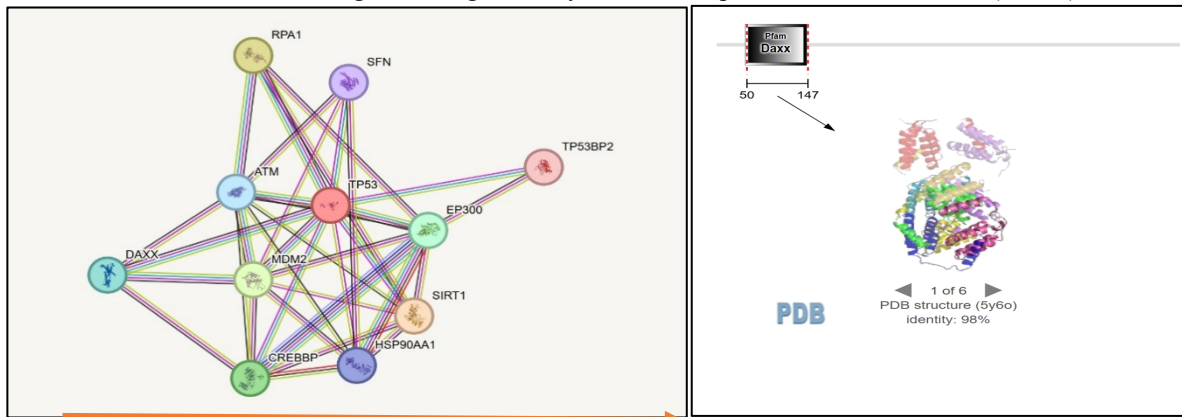 RPA1
SFN
TP53BP2
ATM
TP53
EP300
DAXX
MDM2
SIRT1
HSP90AA1
CREBBP
Pfam
Daxx
50 147
1 of 6
PDB structure (5y6o)
identity: 98%
PDB